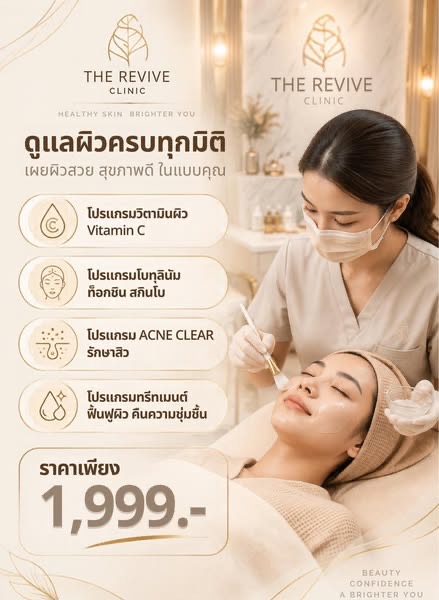 THE REVIVE
CLINIC
HEALTHY SKIN BRIGHTER YOU
THE REVIVE
CLINIC
ดูแลผิวครบทุกมิติ
เผยผิวสวย สุขภาพดี ในแบบคุณ
C
โปรแกรมวิตามินผิว
Vitamin C
โปรแกรมโบทุลินัม
ท็อกซิน สกินโบ
โปรแกรม ACNE CLEAR
รักษาสิว
โปรแกรมทรีทเมนต์
ฟื้นฟูผิว คืนความชุ่มชื้น
ราคาเพียง
1,999.-
BEAUTY
CONFIDENCE
A BRIGHTER YOU